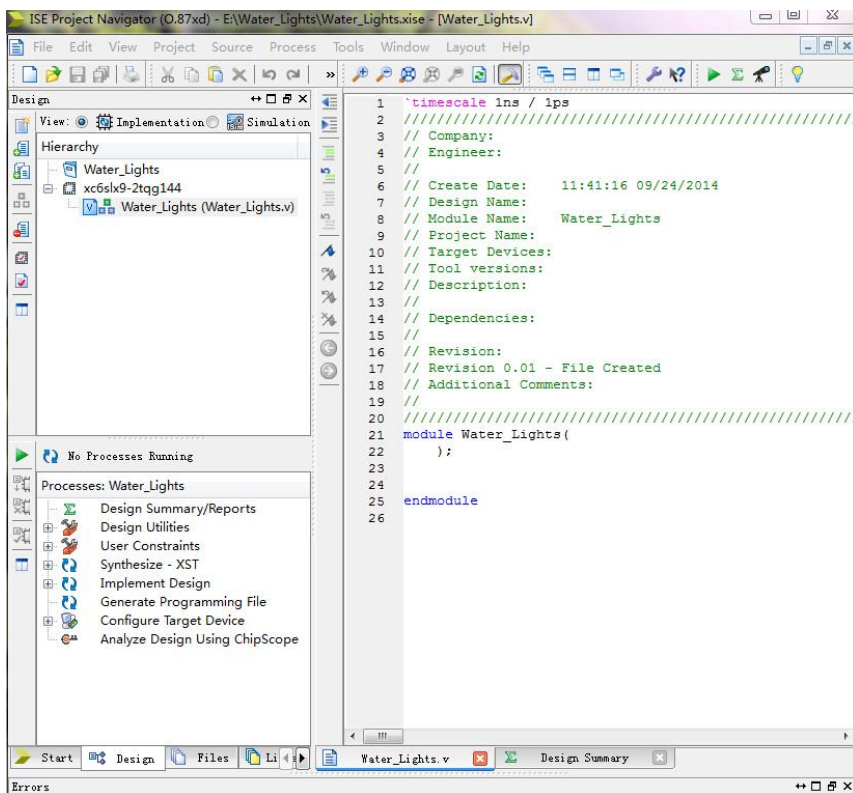 ISE Project Navigator (O.87xd) - E:\Water_Lights\Water_Lights.xise - [Water_Lights.v]
File Edit View Project Source Process Tools Window Layout Help
Design
View: Implementation Simulation
Hierarchy
Water_Lights
xc6slx9-2tqg144
Water_Lights (Water_Lights.v)
No Processes Running
Processes: Water_Lights
Design Summary/Reports
Design Utilities
User Constraints
Synthesize - XST
Implement Design
Generate Programming File
Configure Target Device
Analyze Design Using ChipScope
Start Design Files Li
1 `timescale 1ns / 1ps
2 //////////////////////////////////////////////////////
3 // Company:
4 // Engineer:
5 //
6 // Create Date: 11:41:16 09/24/2014
7 // Design Name:
8 // Module Name: Water_Lights
9 // Project Name:
10 // Target Devices:
11 // Tool versions:
12 // Description:
13 //
14 // Dependencies:
15 //
16 // Revision:
17 // Revision 0.01 - File Created
18 // Additional Comments:
19 //
20 //////////////////////////////////////////////////////
21 module Water_Lights(
22 );
23
24
25 endmodule
26
Water_Lights.v Design Summary
Errors